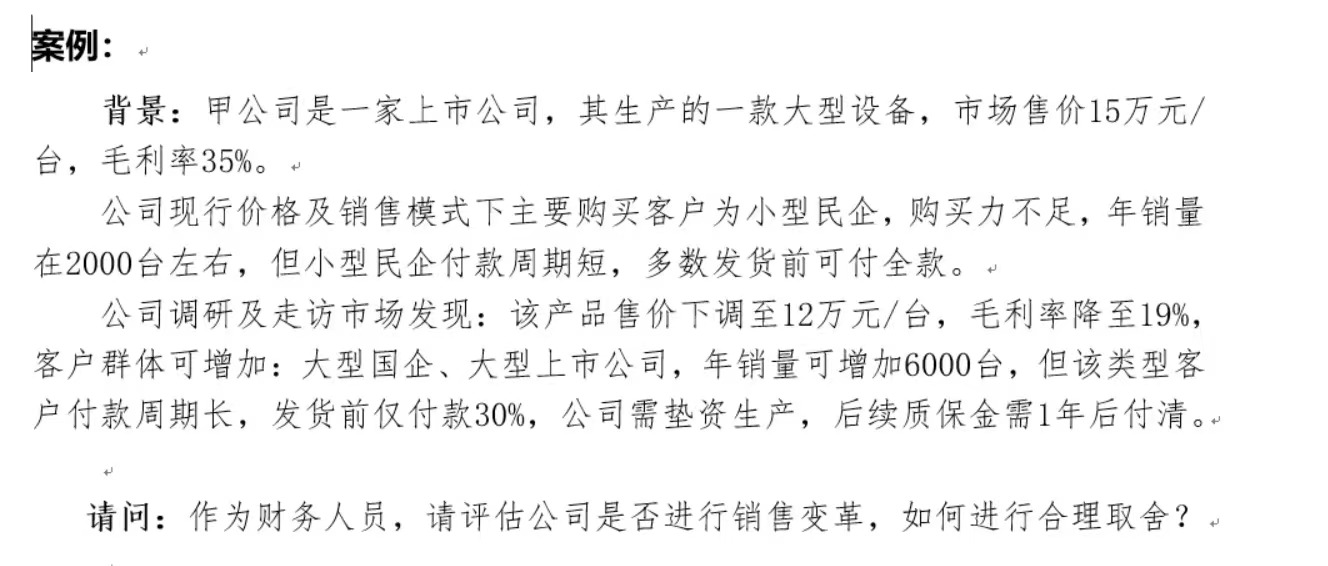 案例：
背景：甲公司是一家上市公司，其生产的一款大型设备，市场售价15万元/
台，毛利率35%。
公司现行价格及销售模式下主要购买客户为小型民企，购买力不足，年销量
在2000台左右，但小型民企付款周期短，多数发货前可付全款。
公司调研及走访市场发现：该产品售价下调至12万元/台，毛利率降至19%，
客户群体可增加：大型国企、大型上市公司，年销量可增加6000台，但该类型客
户付款周期长，发货前仅付款30%，公司需垫资生产，后续质保金需1年后付清。
请问：作为财务人员，请评估公司是否进行销售变革，如何进行合理取舍？